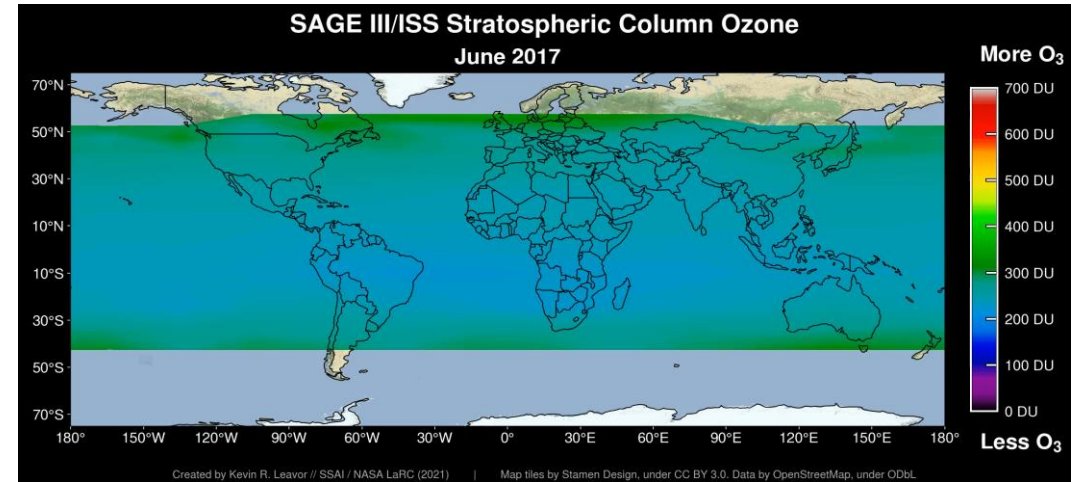 SAGE III/ISS Stratospheric Column Ozone
June 2017
More O₃
70°N
50°N
30°N
10°N
10°S
30°S
50°S
70°S
180° 150°W 120°W 90°W 60°W 30°W 0° 30°E 60°E 90°E 120°E 150°E 180°
700 DU
600 DU
500 DU
400 DU
300 DU
200 DU
100 DU
0 DU
Less O₃
Created by Kevin R. Leavor // SSAI / NASA LaRC (2021) | Map tiles by Stamen Design, under CC BY 3.0. Data by OpenStreetMap, under ODbL